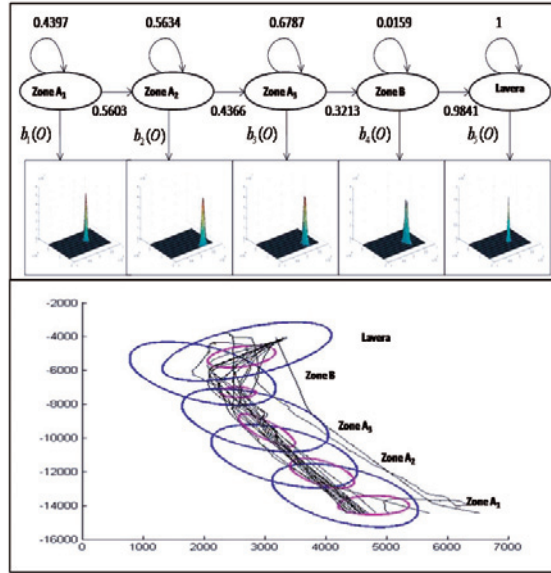 0.4397 0.5634 0.6787 0.0159 1
Zone A1 Zone A2 Zone A3 Zone B Lavera
0.5603 0.4366 0.3213 0.9841
b1(O) b2(O) b3(O) b4(O) b5(O)
-2000
-4000
Lavera
-6000
Zone B
-8000
Zone A3
-10000
Zone A2
-12000
Zone A1
-14000
-16000
0 1000 2000 3000 4000 5000 6000 7000